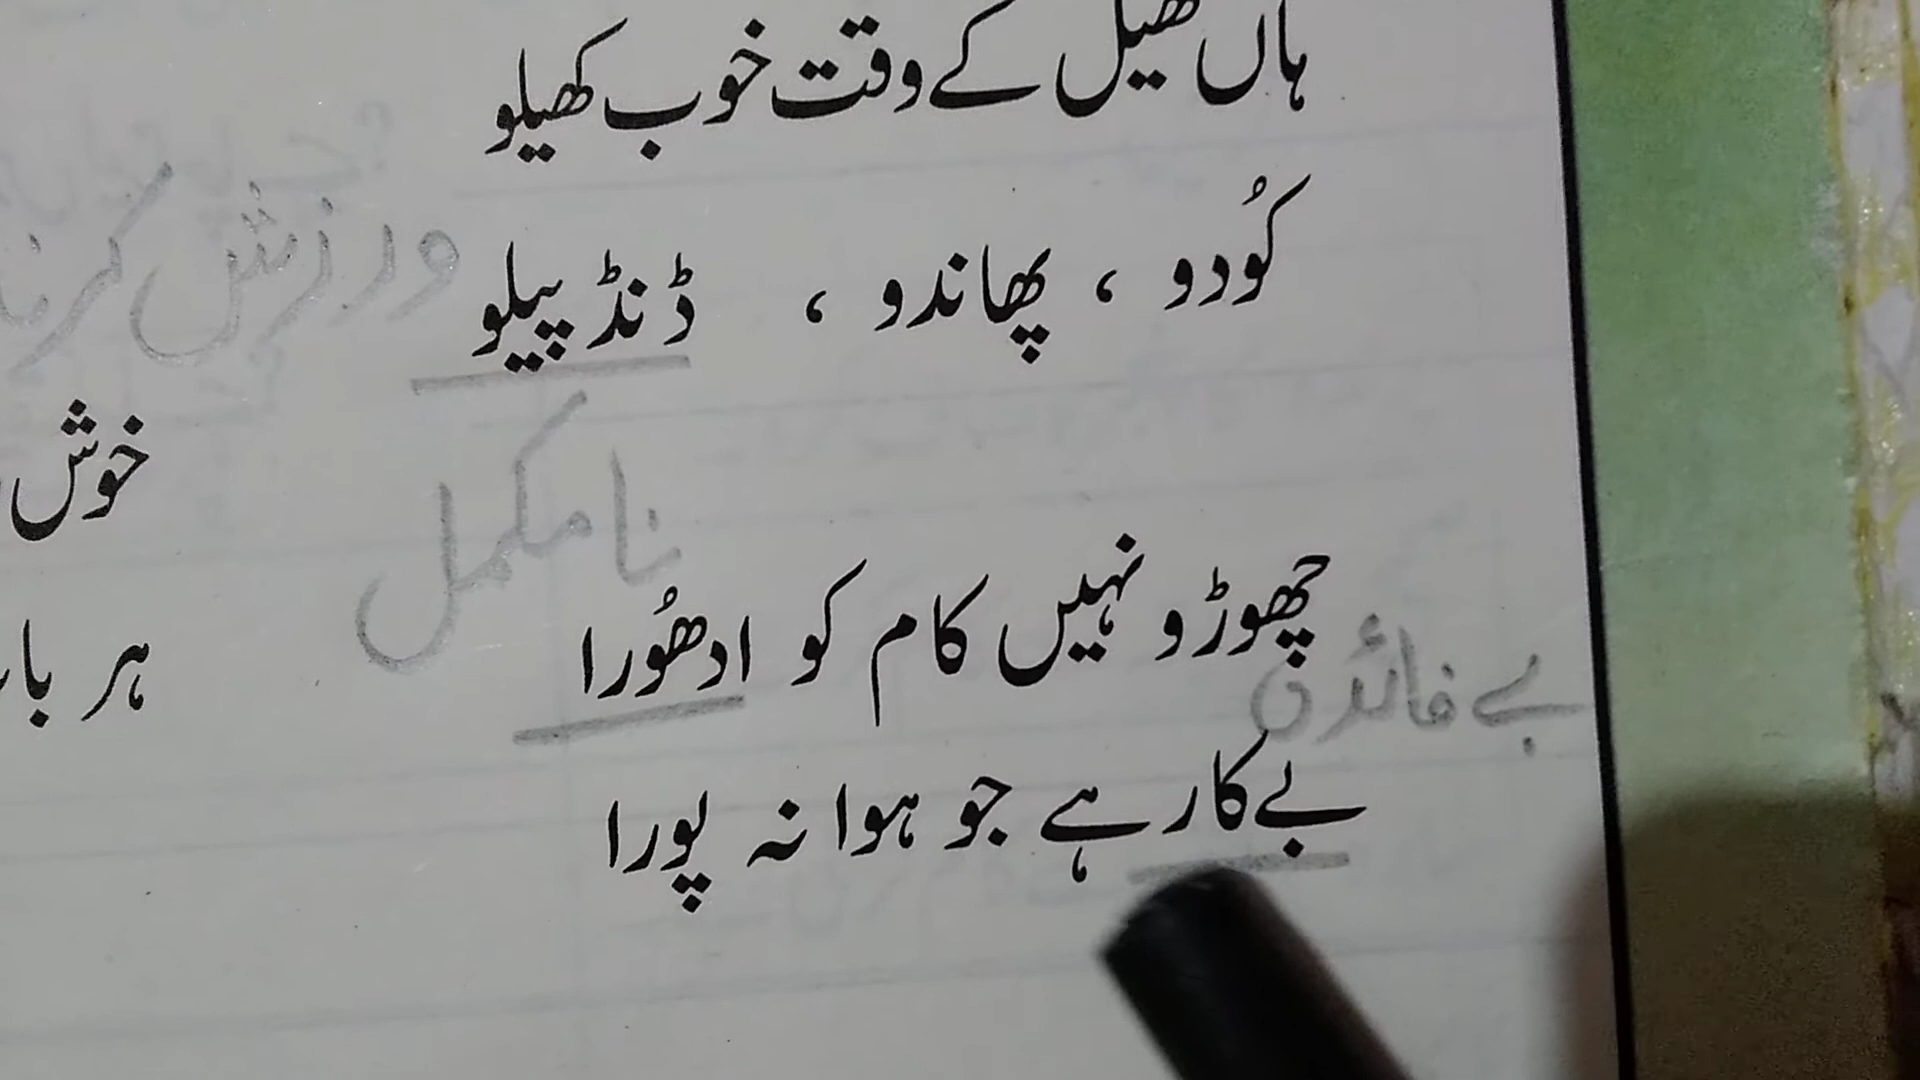 ہاں کھیل کے وقت خوب کھیلو
کُودو ، پھاندو ، ڈنڈ پیلو
ورزش کرنا
خوش
نامکمل
چھوڑو نہیں کام کو ادھُورا
ہر
بے فائدہ
بے کار ہے جو ہوا نہ پورا